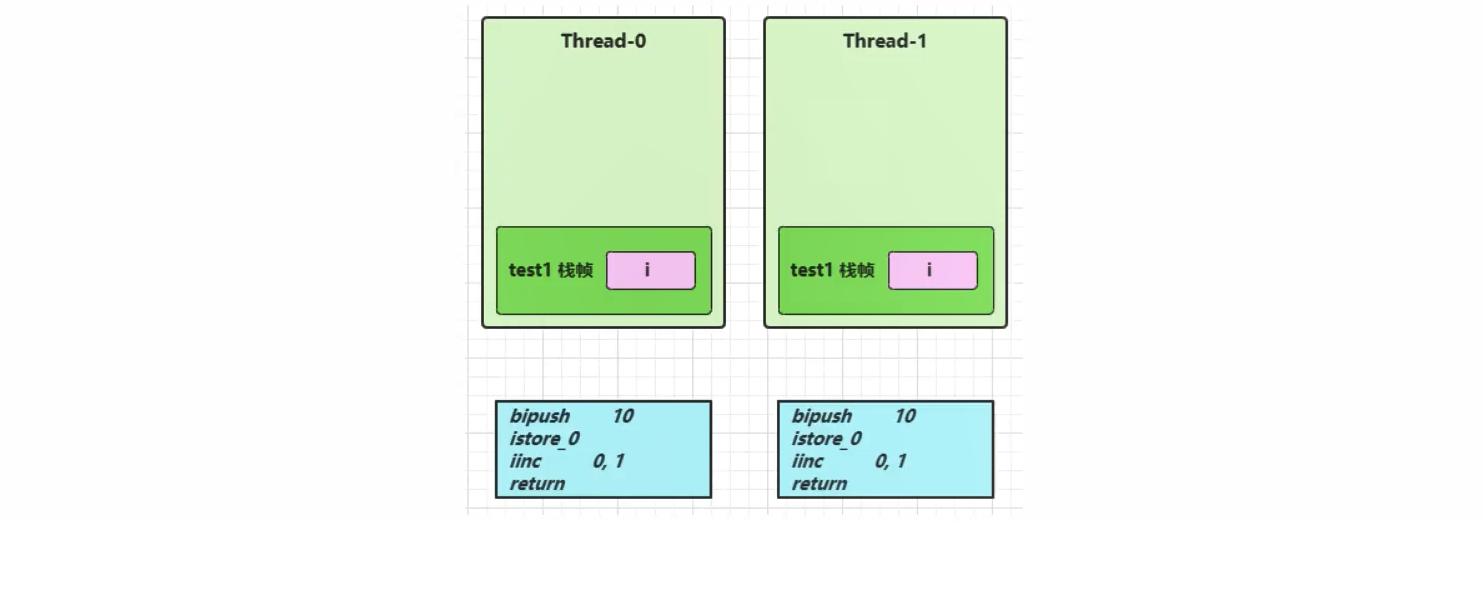 Thread-0
test1 栈帧 i
bipush 10
istore_0
iinc 0, 1
return
Thread-1
test1 栈帧 i
bipush 10
istore_0
iinc 0, 1
return